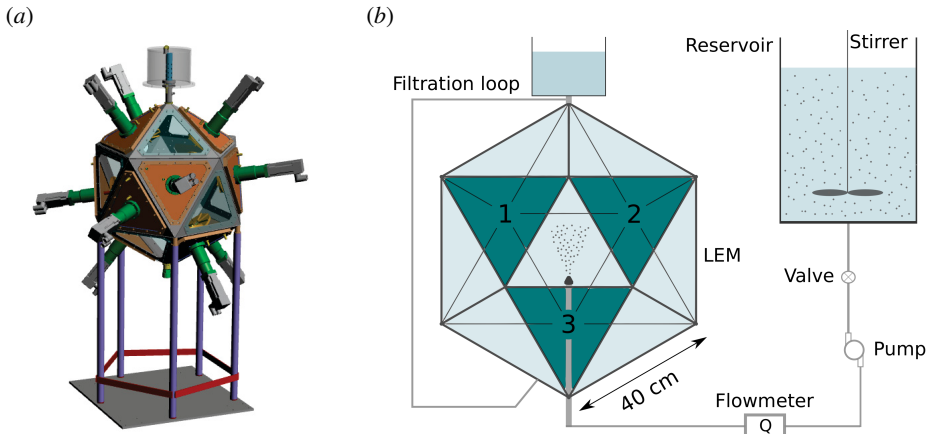 (a)
(b)
Reservoir
Stirrer
Filtration loop
1
2
LEM
Valve
3
Pump
40 cm
Flowmeter
Q